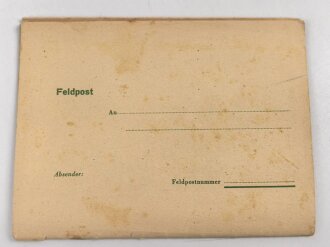 Feldpost
An
Absender:
Feldpostnummer